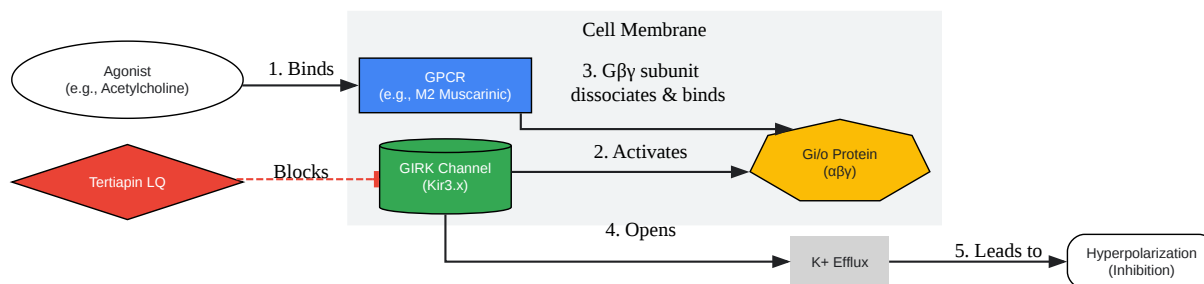 Cell Membrane
Agonist
(e.g., Acetylcholine)
1. Binds
GPCR
(e.g., M2 Muscarinic)
3. Gβγ subunit
dissociates & binds
Tertiapin LQ
Blocks
GIRK Channel
(Kir3.x)
2. Activates
Gi/o Protein
(αβγ)
4. Opens
K+ Efflux
5. Leads to
Hyperpolarization
(Inhibition)